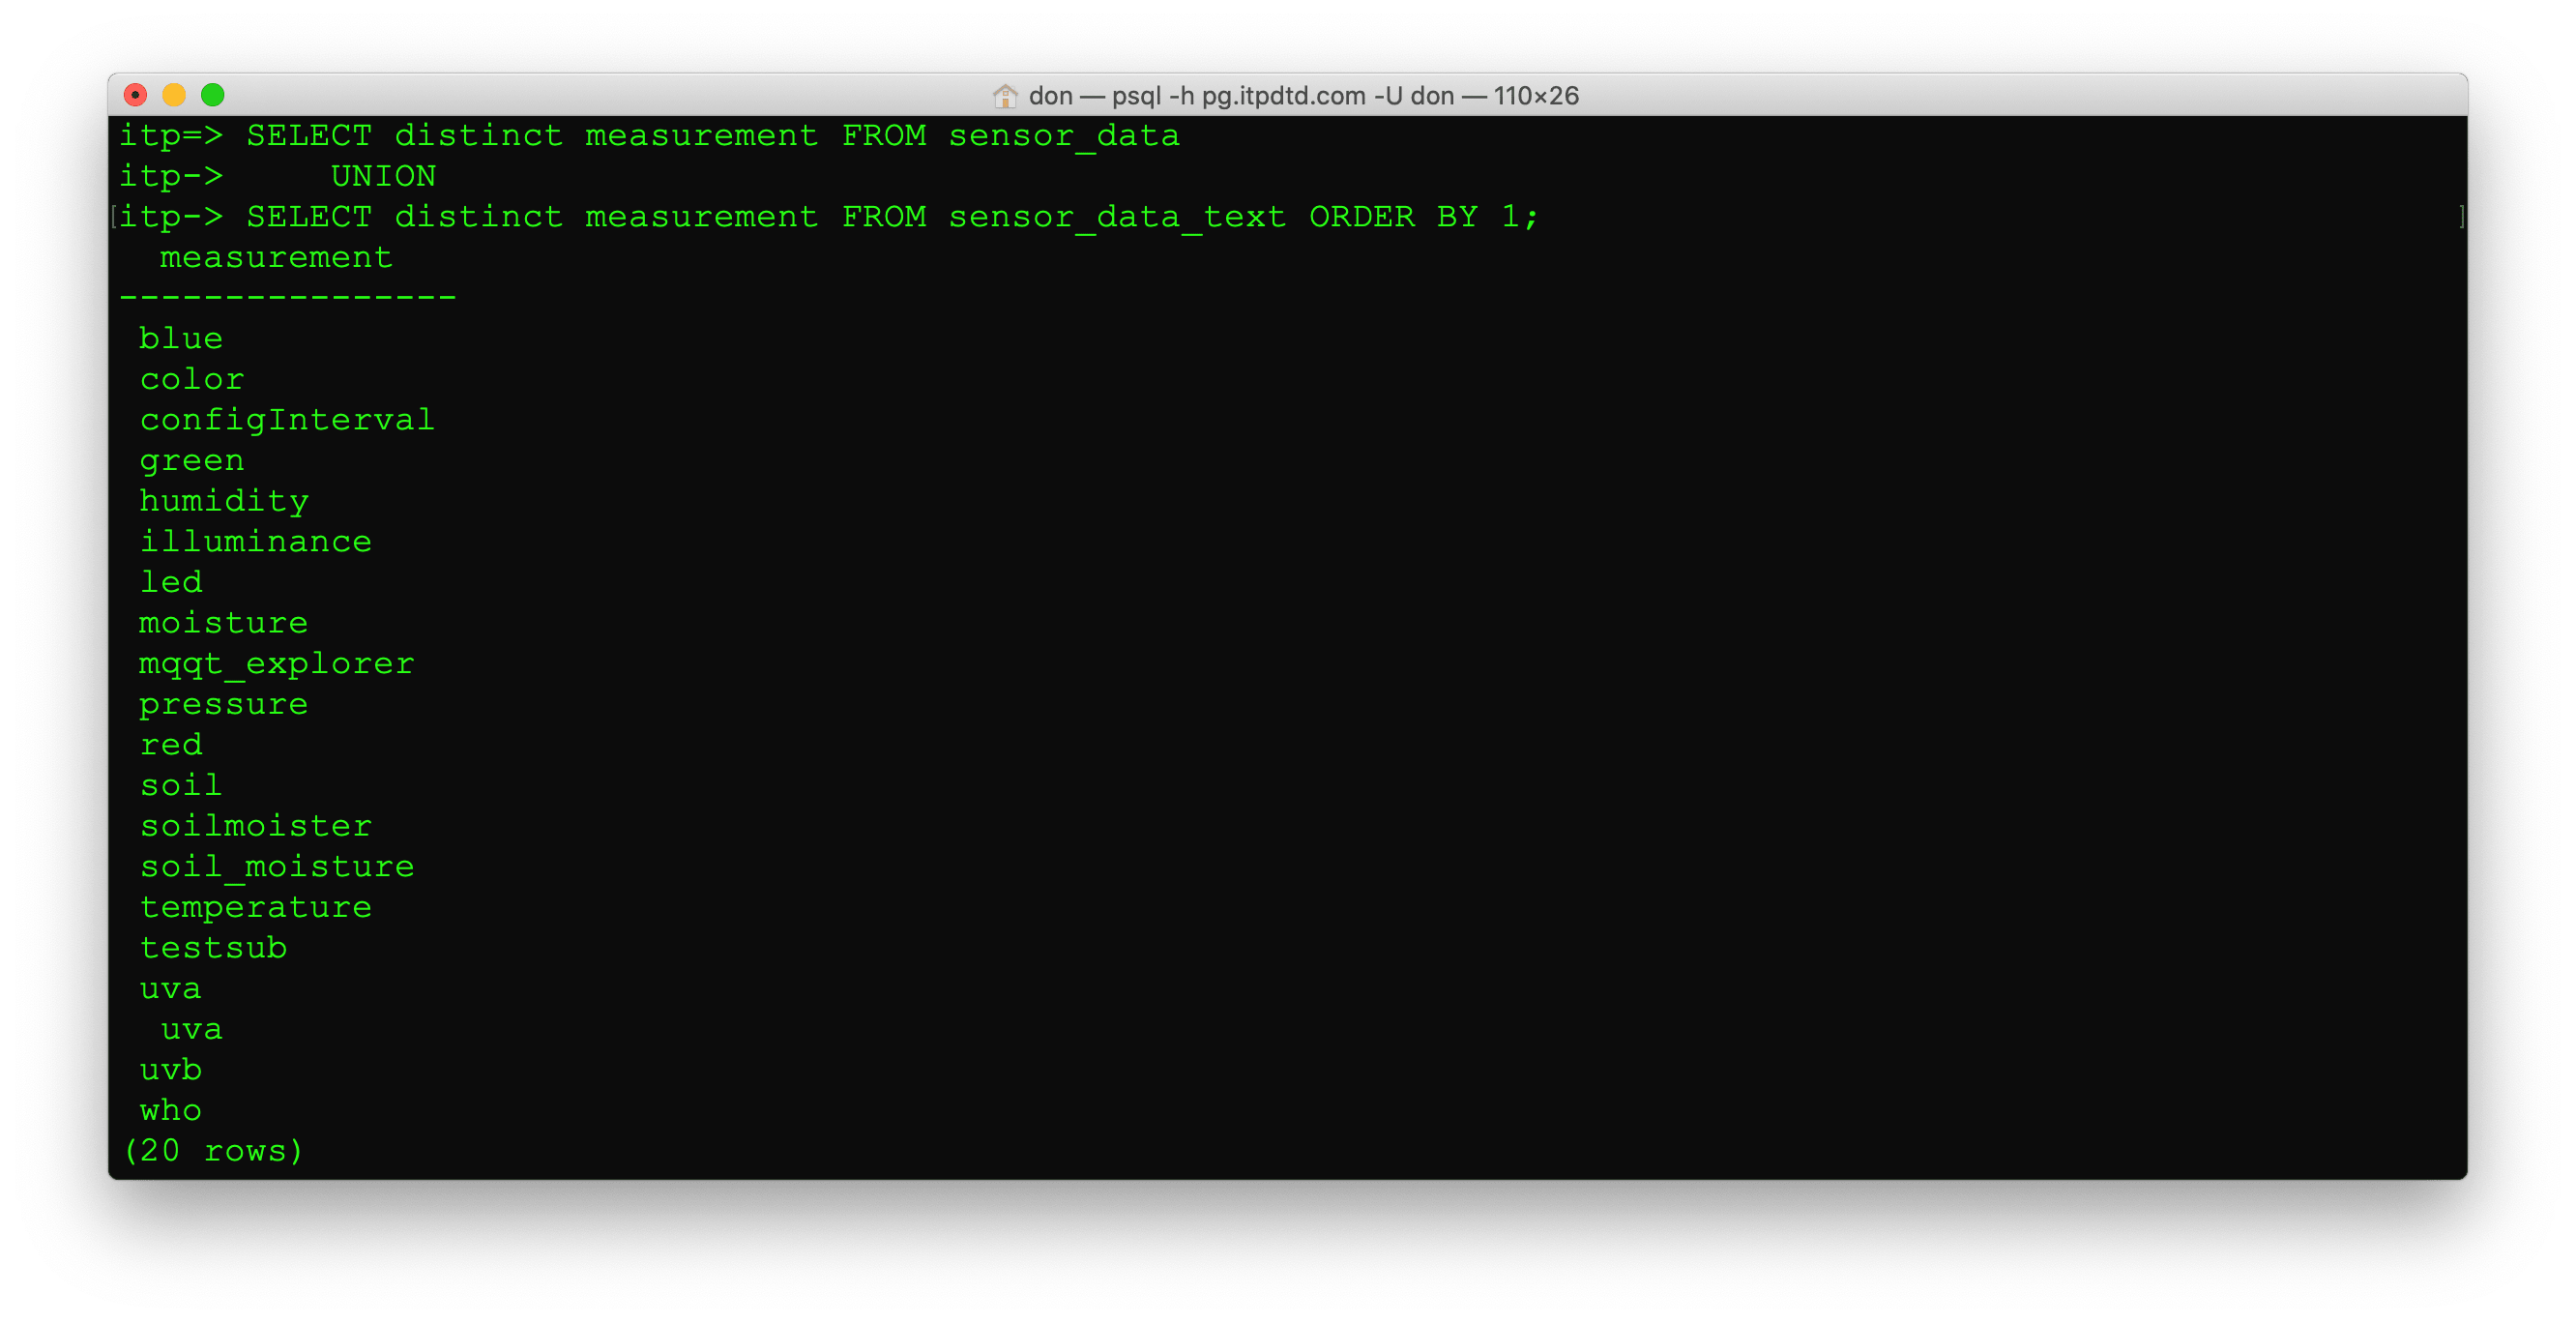 don — psql -h pg.itpdtd.com -U don — 110×26
itp=> SELECT distinct measurement FROM sensor_data
itp->     UNION
[itp-> SELECT distinct measurement FROM sensor_data_text ORDER BY 1; ]
  measurement
----------------
 blue
 color
 configInterval
 green
 humidity
 illuminance
 led
 moisture
 mqqt_explorer
 pressure
 red
 soil
 soilmoister
 soil_moisture
 temperature
 testsub
 uva
  uva
 uvb
 who
(20 rows)